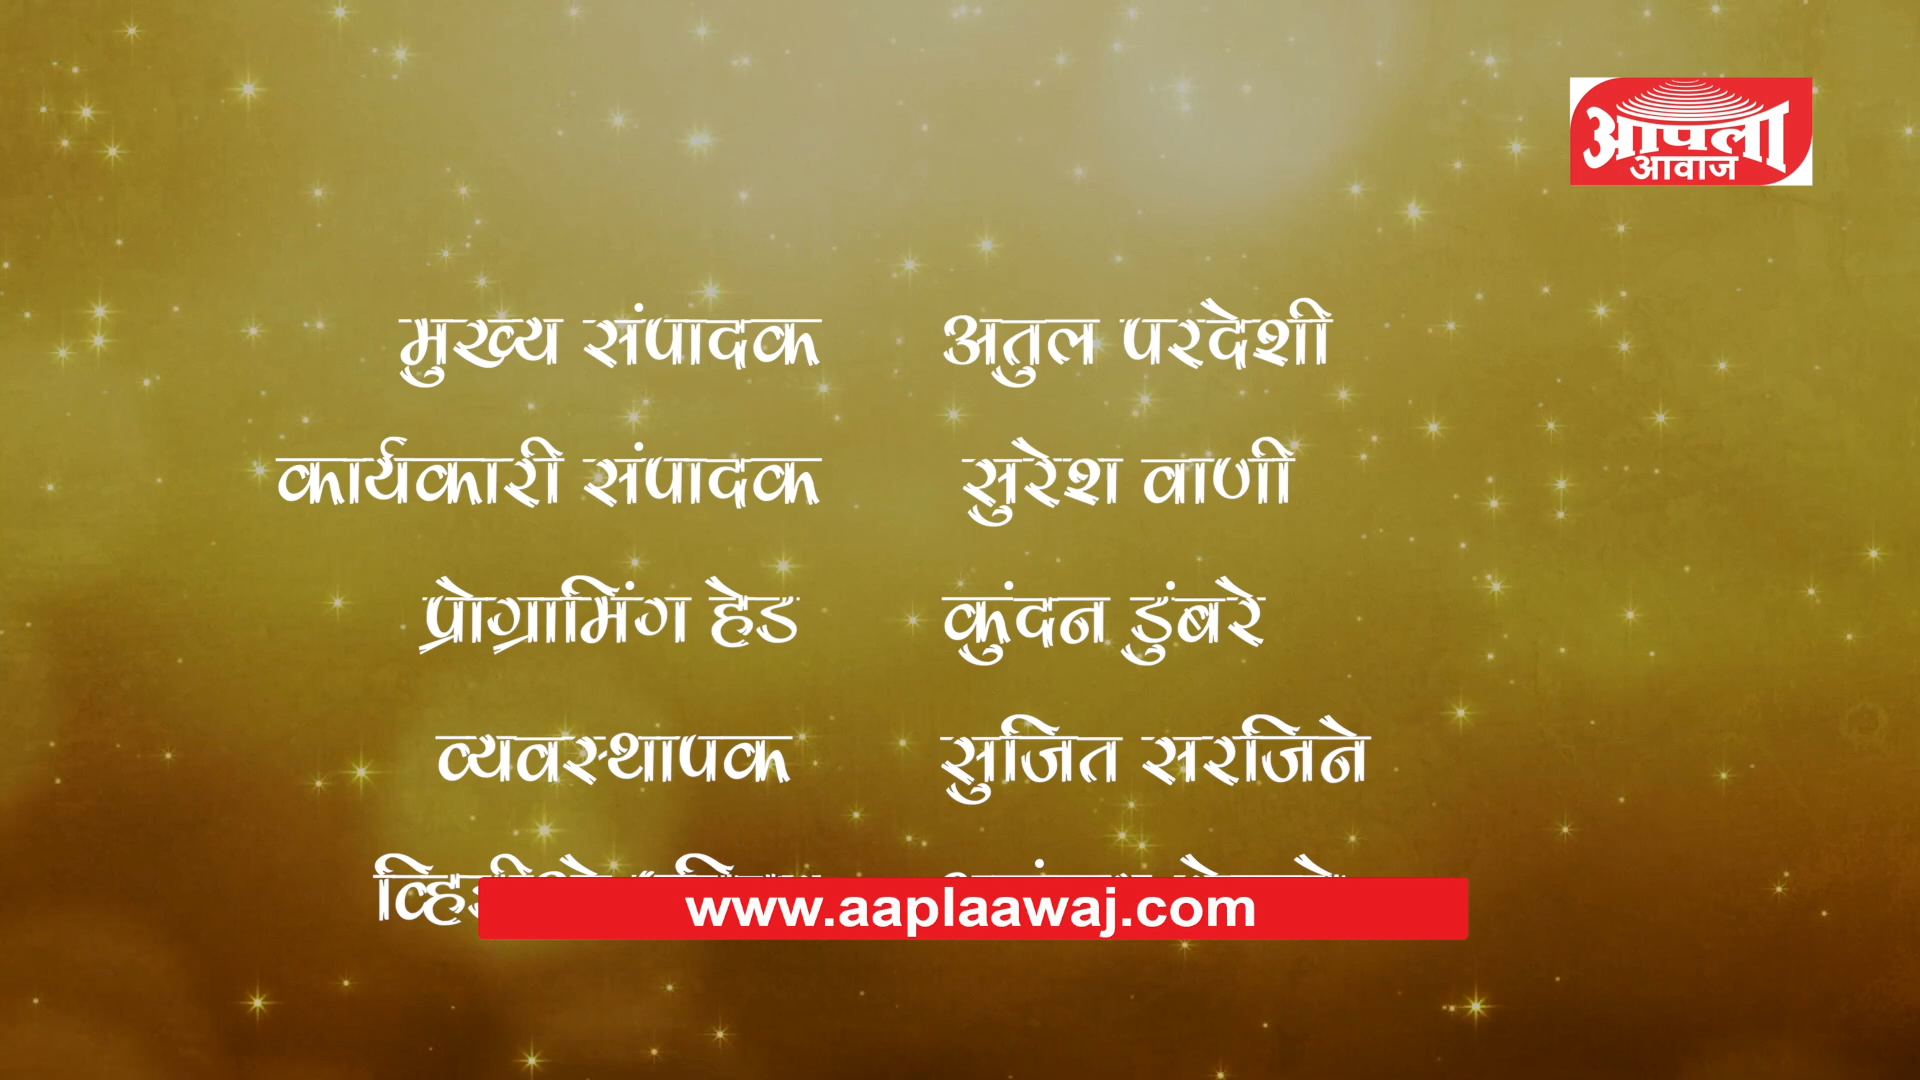 आपला
आवाज
मुख्य संपादक अतुल परदेशी
कार्यकारी संपादक सुरेश वाणी
प्रोग्रामिंग हेड कुंदन डुंबरे
व्यवस्थापक सुजित सरजिने
www.aaplaawaj.com